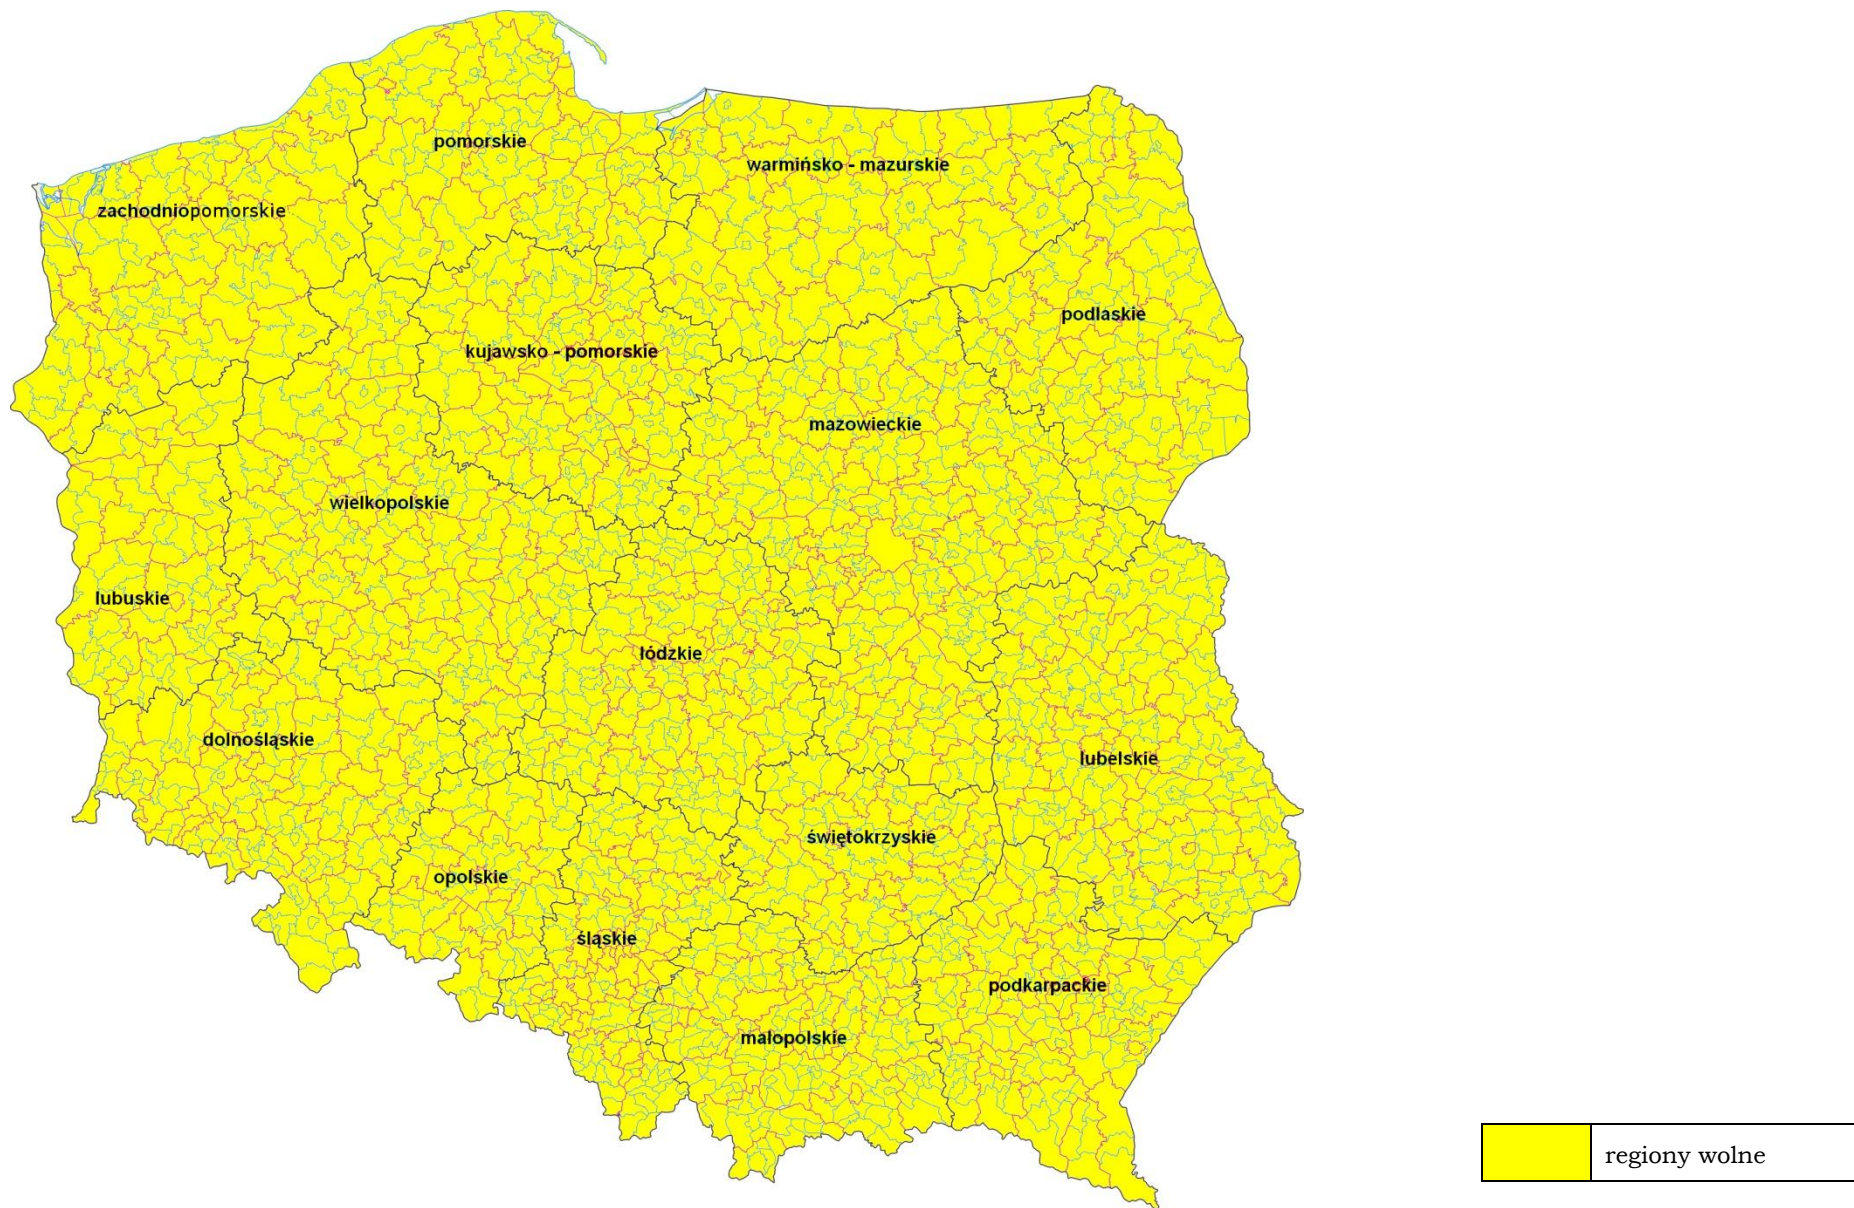 pomorskie
warmińsko - mazurskie
zachodniopomorskie
podlaskie
kujawsko - pomorskie
mazowieckie
wielkopolskie
lubuskie
łódzkie
dolnośląskie
lubelskie
świętokrzyskie
opolskie
śląskie
podkarpackie
małopolskie
regiony wolne